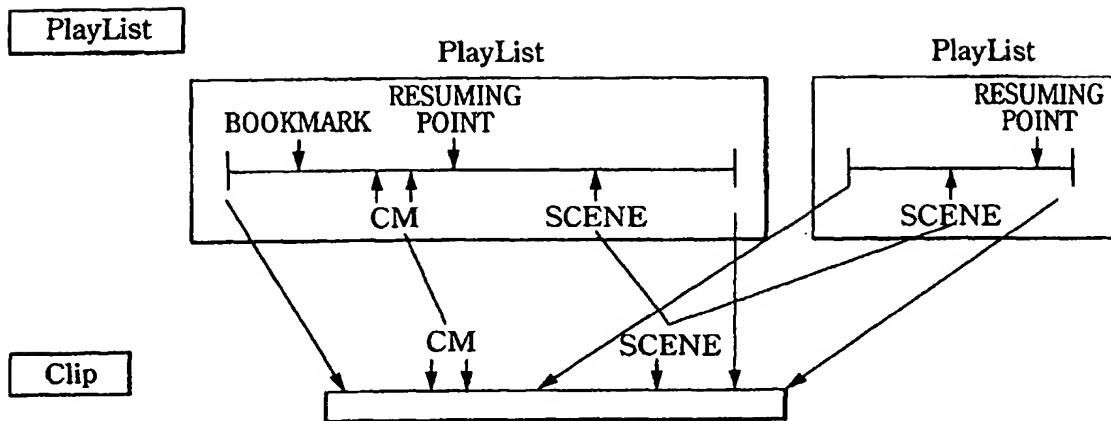 PlayList
PlayList
PlayList
RESUMING
POINT
BOOKMARK
RESUMING
POINT
CM
SCENE
SCENE
CM
SCENE
Clip